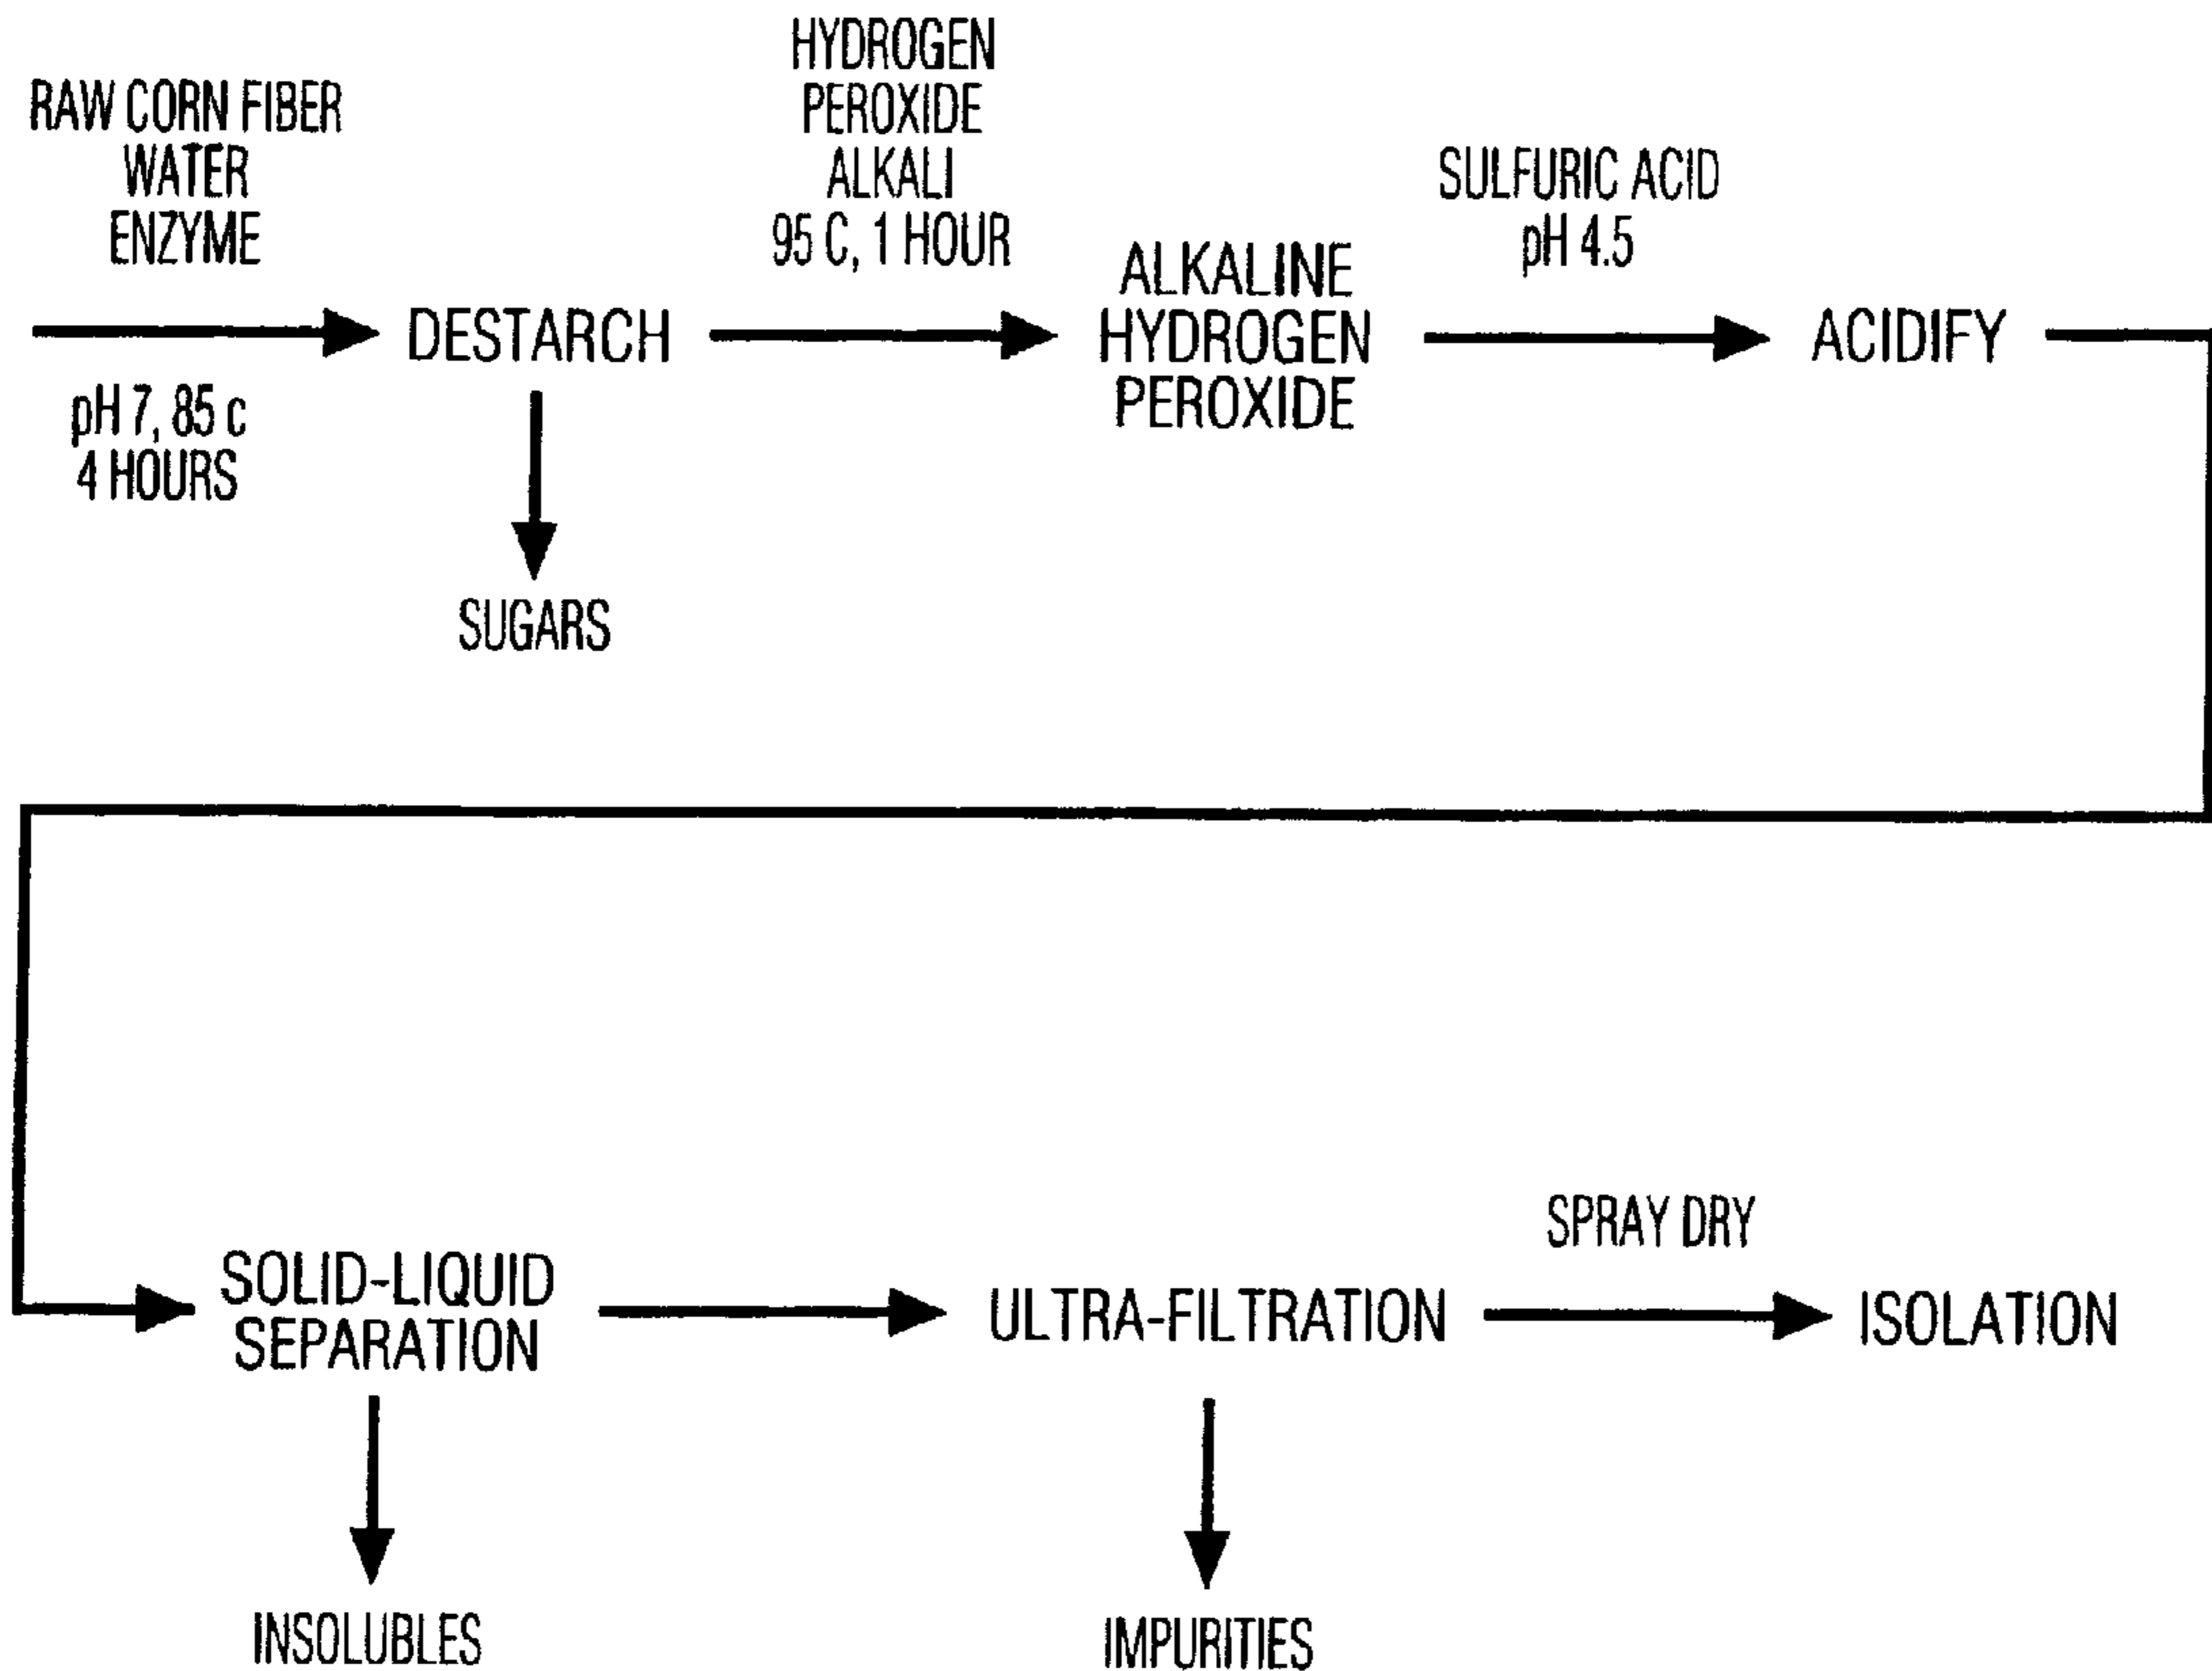 RAW CORN FIBER
WATER
ENZYME
pH 7, 85 c
4 HOURS
DESTARCH
SUGARS
HYDROGEN
PEROXIDE
ALKALI
95 C, 1 HOUR
ALKALINE
HYDROGEN
PEROXIDE
SULFURIC ACID
pH 4.5
ACIDIFY
SOLID-LIQUID
SEPARATION
INSOLUBLES
ULTRA-FILTRATION
IMPURITIES
SPRAY DRY
ISOLATION